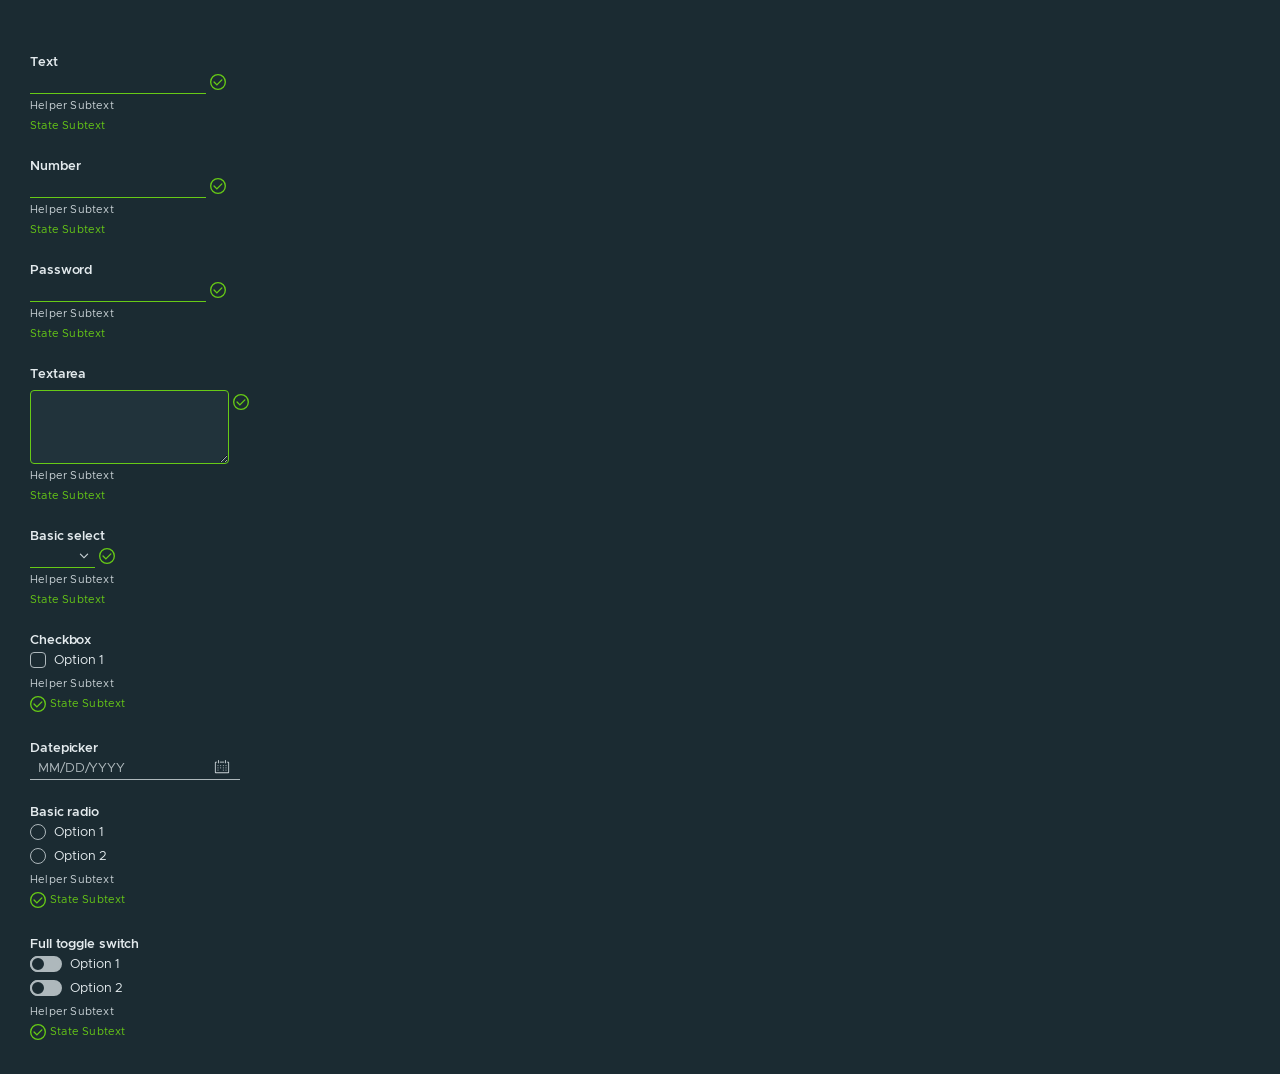 Text
Helper Subtext
State Subtext
Number
Helper Subtext
State Subtext
Password
Helper Subtext
State Subtext
Textarea
Helper Subtext
State Subtext
Basic select
Helper Subtext
State Subtext
Checkbox
Option 1
Helper Subtext
State Subtext
Datepicker
MM/DD/YYYY
Basic radio
Option 1
Option 2
Helper Subtext
State Subtext
Full toggle switch
Option 1
Option 2
Helper Subtext
State Subtext